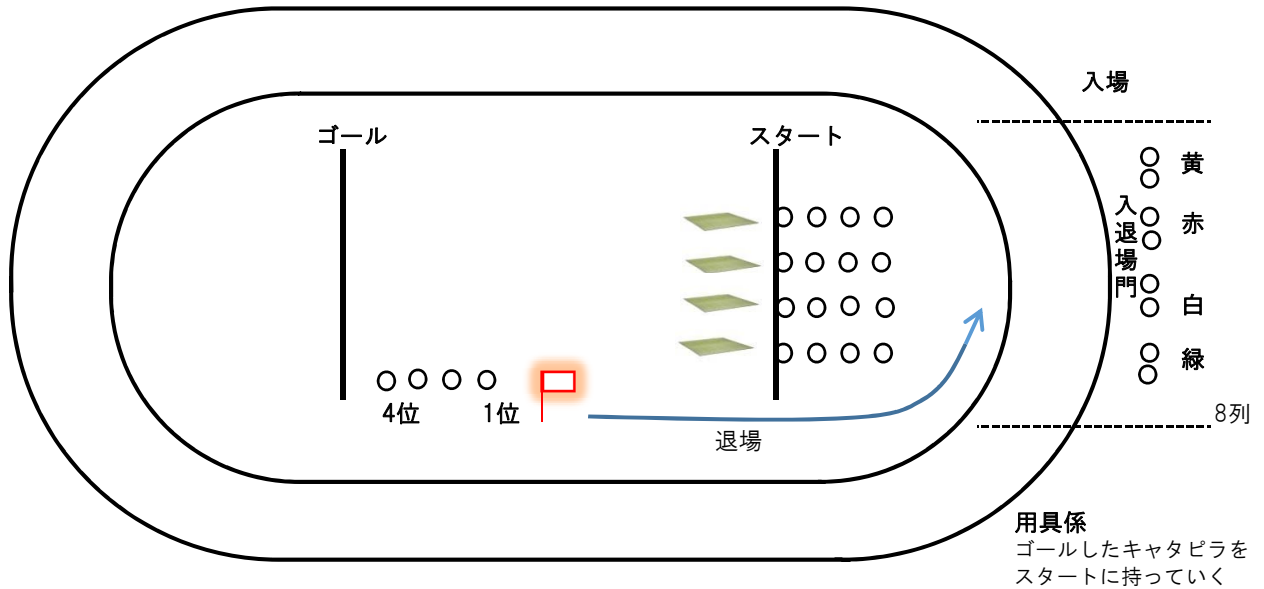 入場
ゴール
スタート
黄
赤
入退場門
白
緑
4位
1位
8列
退場
用具係
ゴールしたキャタピラを
スタートに持っていく